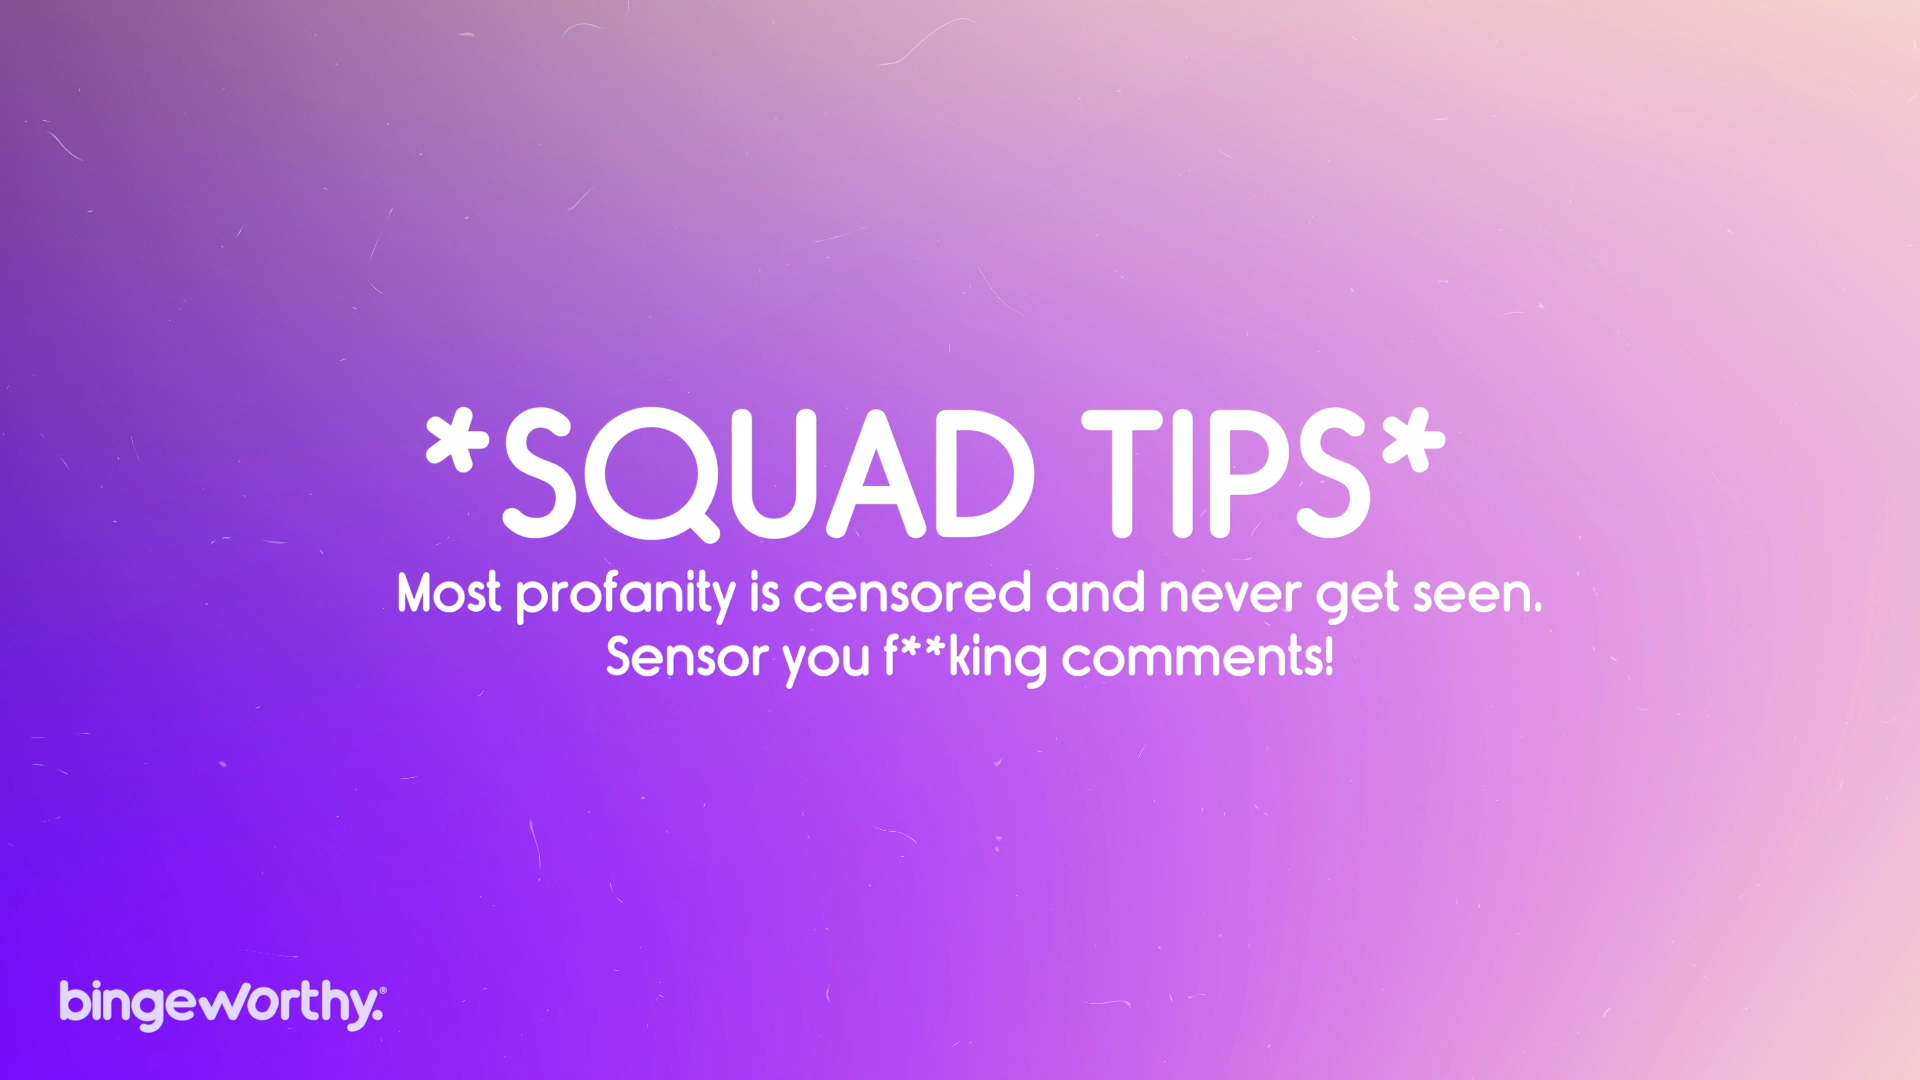 *SQUAD TIPS*
Most profanity is censored and never get seen.
Sensor you f**king comments!
bingeworthy.®